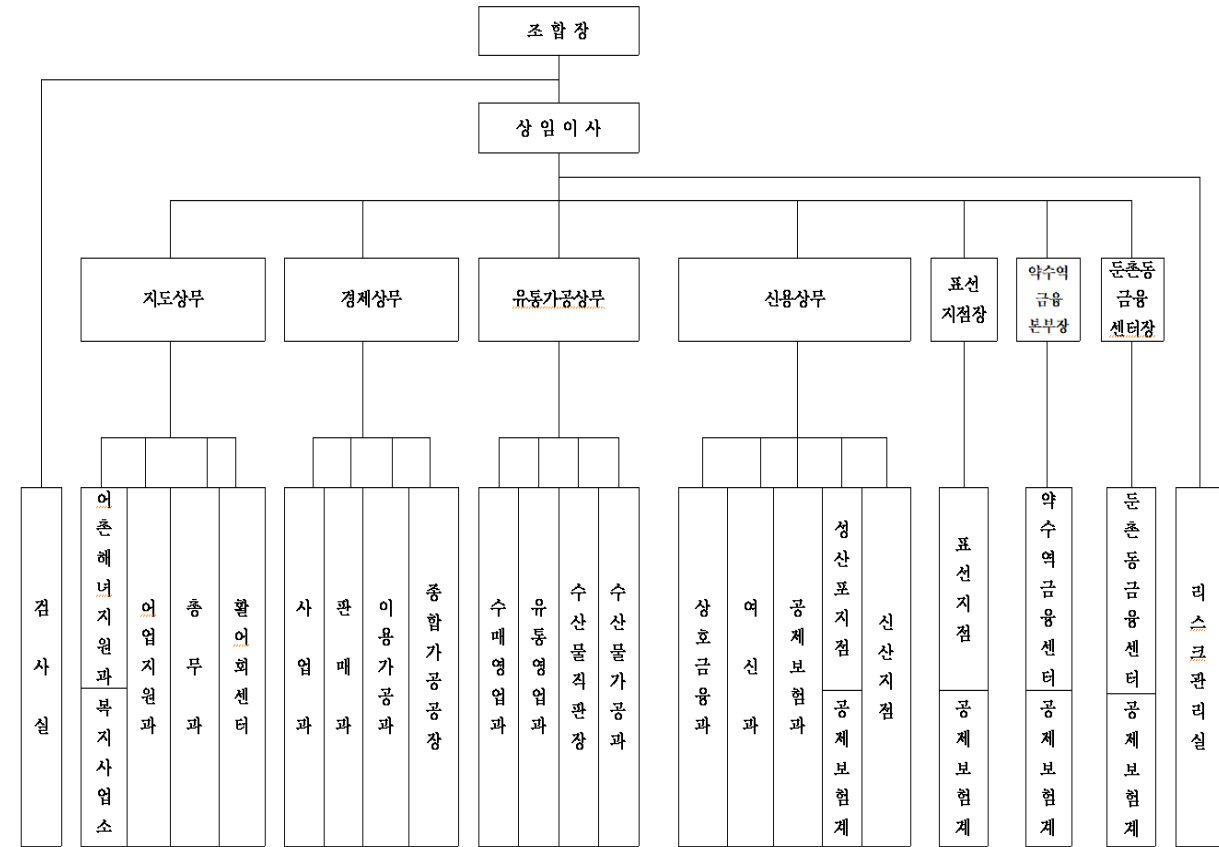 조 합 장
상 임 이 사
지도상무
경제상무
유통가공상무
신용상무
표선
지점장
약수역
금융
본부장
둔촌동
금융
센터장
검사실
어촌해녀지원과
복지사업소
어업지원과
총무과
활어회센터
사업과
판매과
이용가공과
종합가공공장
수매영업과
유통영업과
수산물직판장
수산물가공과
상호금융과
여신과
공제보험과
성산포지점
공제보험계
신산지점
표선지점
공제보험계
약수역금융센터
공제보험계
둔촌동금융센터
공제보험계
리스크관리실